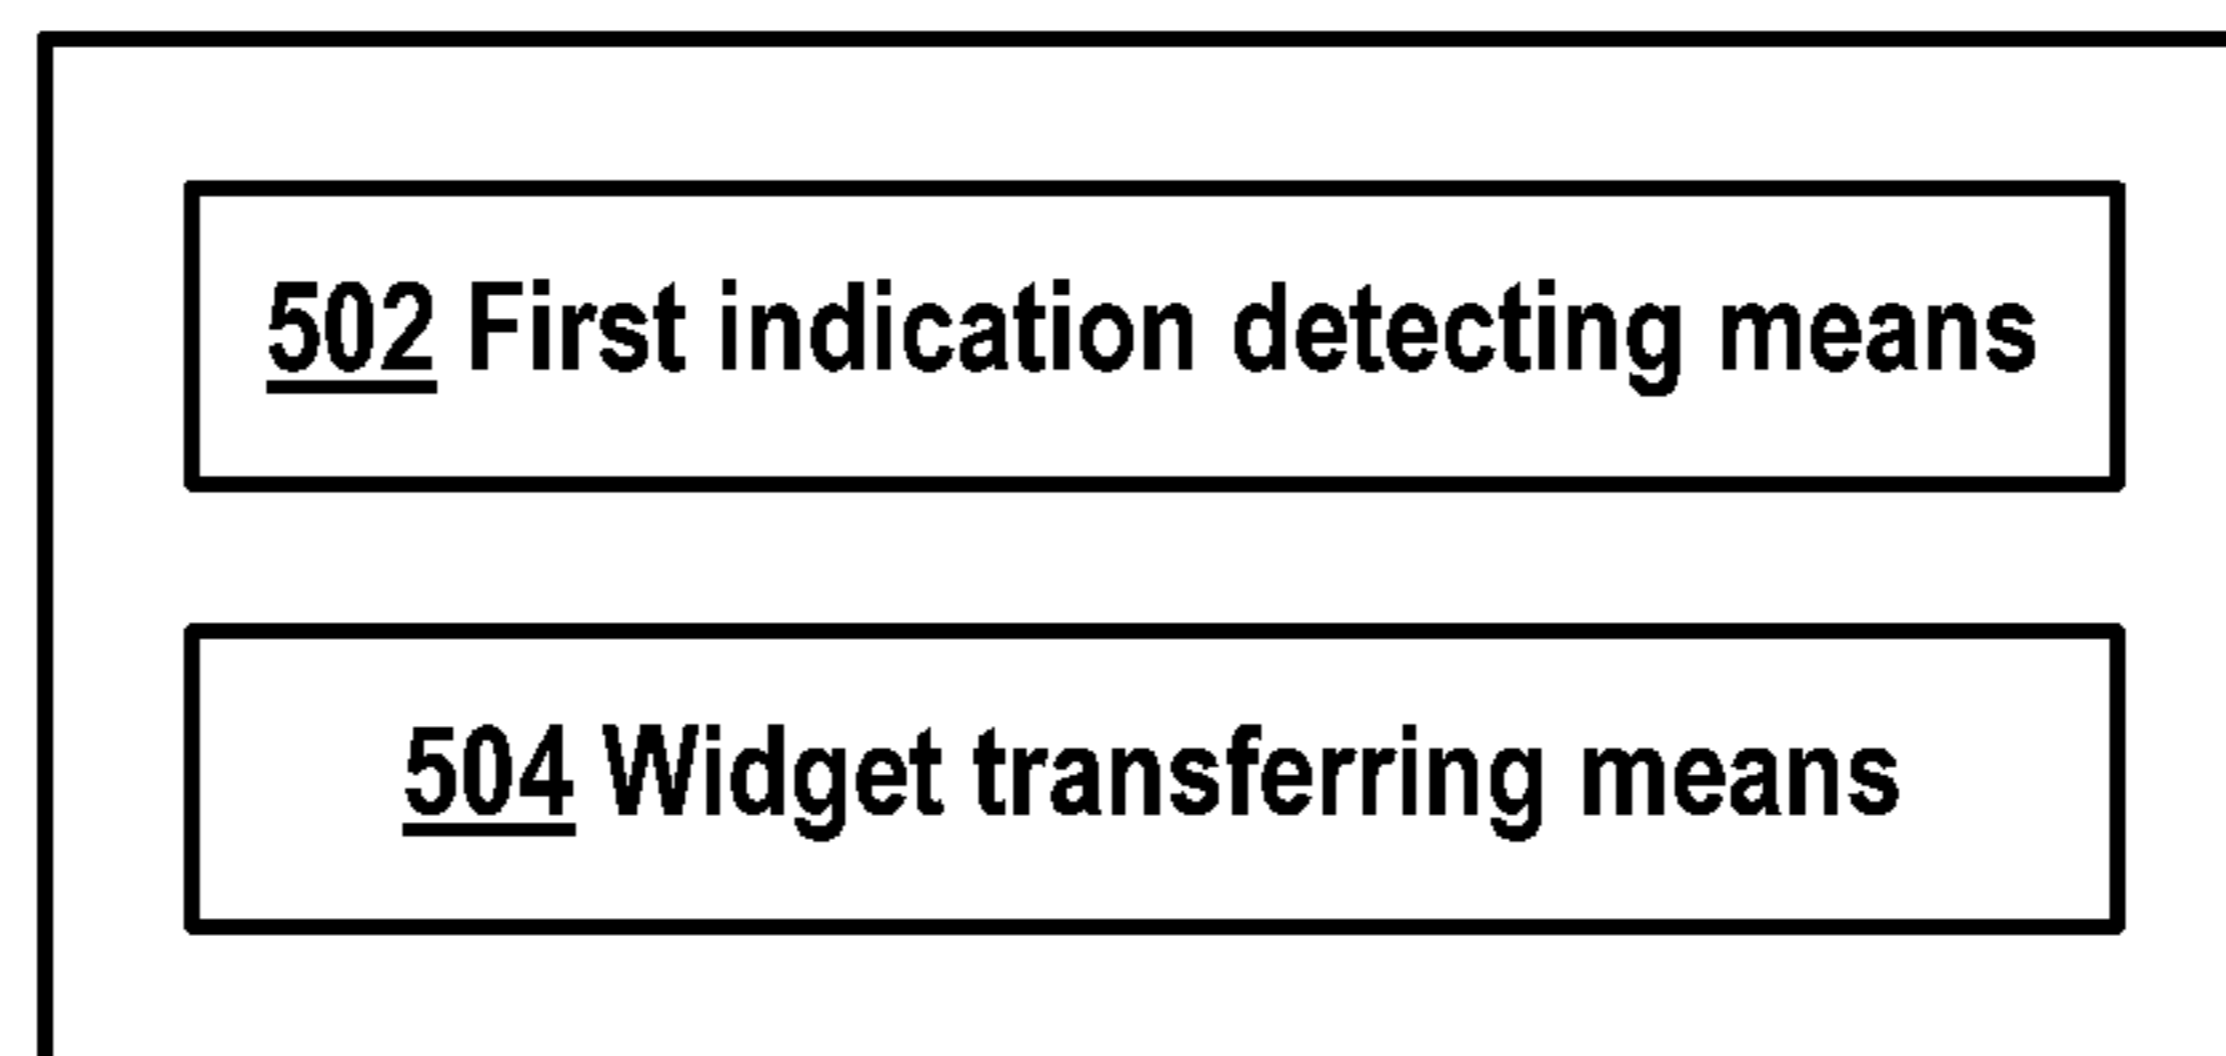 502 First indication detecting means
504 Widget transferring means